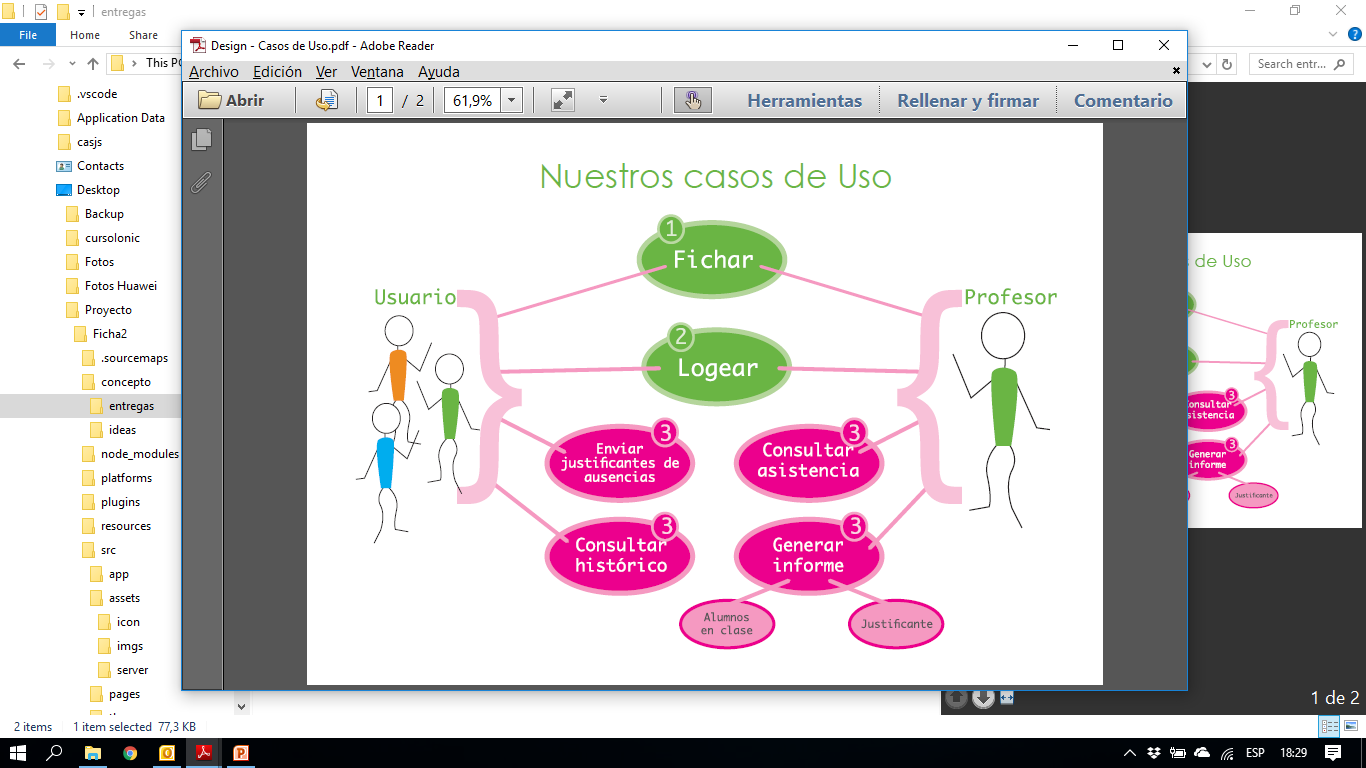 entregas
File
Home
Share
This PC
Search entr...
.vscode
Application Data
casjs
Contacts
Desktop
Backup
cursolonic
Fotos
Fotos Huawei
Proyecto
Ficha2
.sourcemaps
concepto
entregas
ideas
node_modules
platforms
plugins
resources
src
app
assets
icon
imgs
server
pages
2 items
1 item selected 77,3 KB
Design - Casos de Uso.pdf - Adobe Reader
Archivo Edición Ver Ventana Ayuda
Abrir
1 / 2
61,9%
Herramientas
Rellenar y firmar
Comentario
Nuestros casos de Uso
1
Fichar
Usuario
Profesor
2
Logear
3
Enviar
justificantes de
ausencias
3
Consultar
asistencia
3
Consultar
histórico
3
Generar
informe
Alumnos
en clase
Justificante
de Uso
Profesor
3
sistencia
3
Generar
informe
Justificante
1 de 2
ESP
18:29